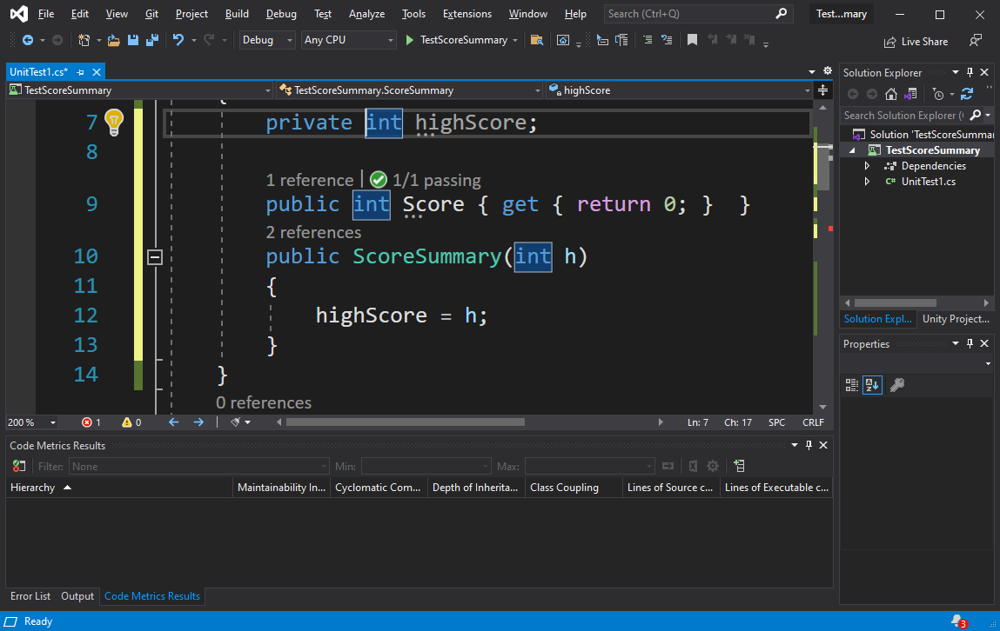 File Edit View Git Project Build Debug Test Analyze Tools Extensions Window Help Search (Ctrl+Q) Test...mary
Debug Any CPU TestScoreSummary Live Share
UnitTest1.cs*
TestScoreSummary TestScoreSummary.ScoreSummary highScore
{
7 private int highScore;
8
1 reference | 1/1 passing
9 public int Score { get { return 0; } }
2 references
10 public ScoreSummary(int h)
11 {
12 highScore = h;
13 }
14 }
0 references
200 % 1 0 Ln: 7 Ch: 17 SPC CRLF
Solution Explorer
Search Solution Explorer (
Solution 'TestScoreSummar
TestScoreSummary
Dependencies
C# UnitTest1.cs
Solution Expl... Unity Project...
Properties
Code Metrics Results
Filter: None Min: Max:
Hierarchy Maintainability In... Cyclomatic Com... Depth of Inherita... Class Coupling Lines of Source c... Lines of Executable c...
Error List Output Code Metrics Results
Ready 3